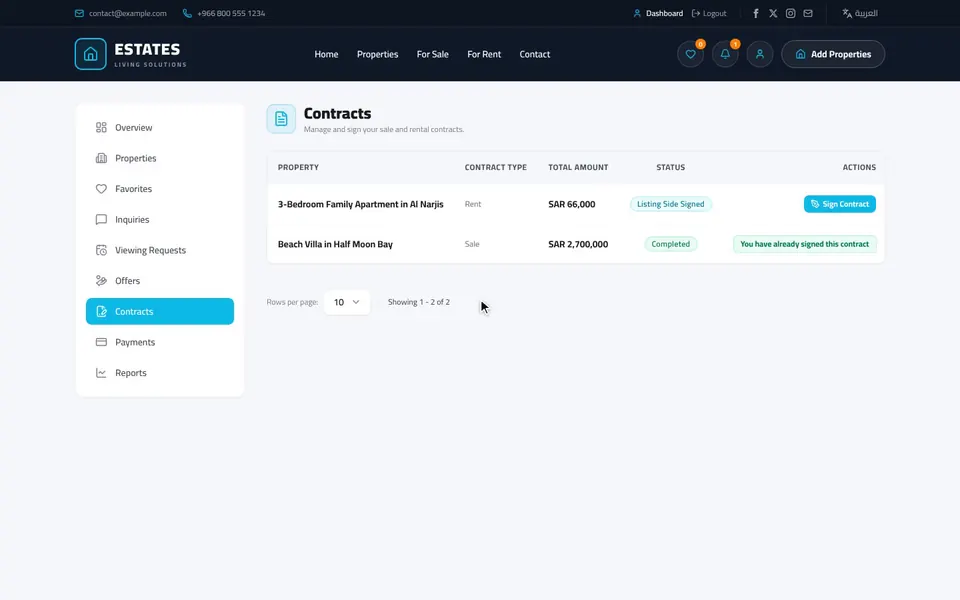 contact@example.com +966 800 555 1234 Dashboard Logout العربية
ESTATES
LIVING SOLUTIONS
Home Properties For Sale For Rent Contact
0 1 Add Properties
Overview
Properties
Favorites
Inquiries
Viewing Requests
Offers
Contracts
Payments
Reports
Contracts
Manage and sign your sale and rental contracts.
PROPERTY CONTRACT TYPE TOTAL AMOUNT STATUS ACTIONS
3-Bedroom Family Apartment in Al Narjis Rent SAR 66,000 Listing Side Signed Sign Contract
Beach Villa in Half Moon Bay Sale SAR 2,700,000 Completed You have already signed this contract
Rows per page: 10 Showing 1 - 2 of 2